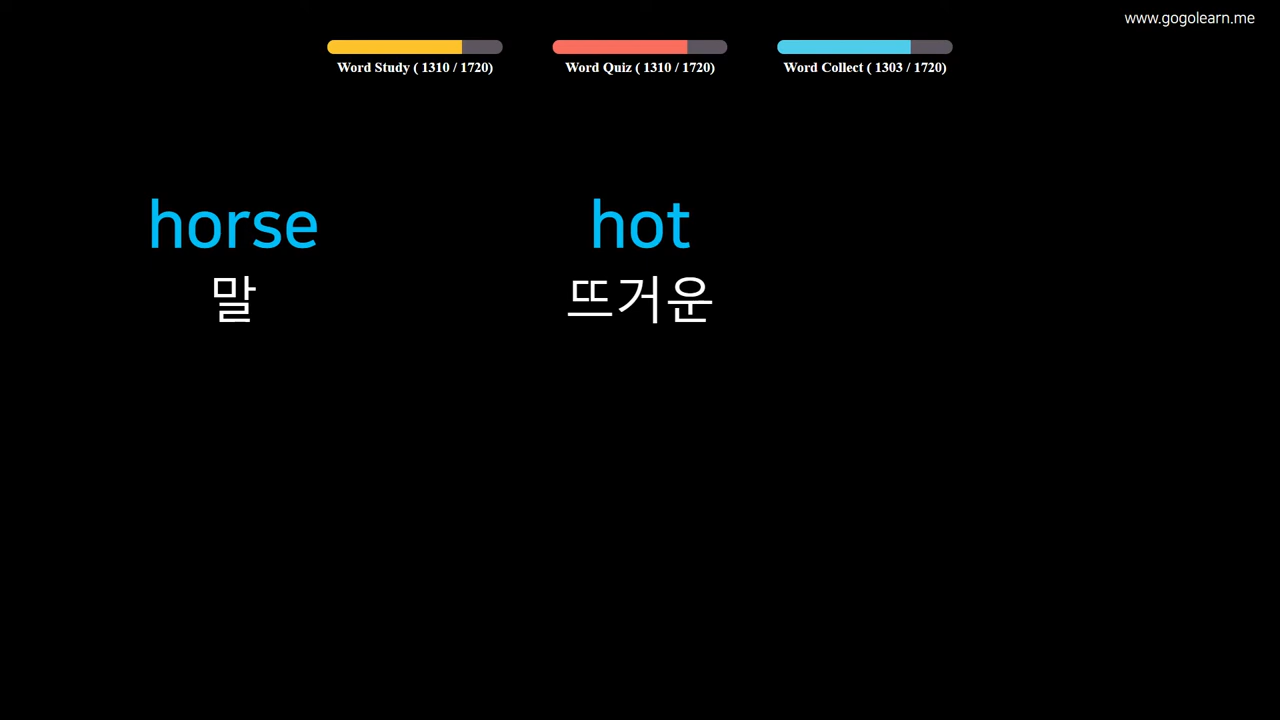 www.gogolearn.me
Word Study ( 1310 / 1720)
Word Quiz ( 1310 / 1720)
Word Collect ( 1303 / 1720)
horse
말
hot
뜨거운